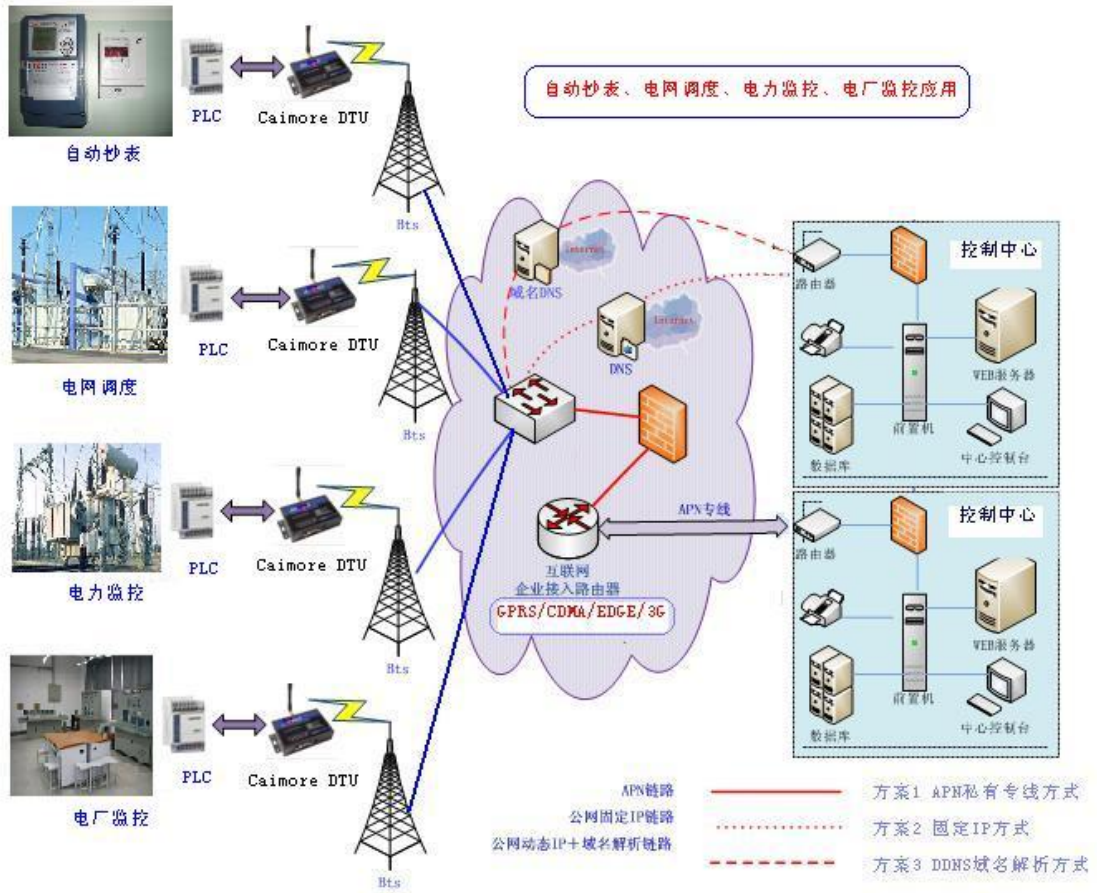 自动抄表、电网调度、电力监控、电厂监控应用
PLC
Caimore DTU
自动钞表
Bts
PLC
Caimore DTU
电网调度
Bts
PLC
Caimore DTU
电力监控
Bts
PLC
Caimore DTU
电厂监控
Bts
Internet
域名DNS
Internet
DNS
互联网
企业接入路由器
GPRS/CDMA/EDGE/3G
APN专线
控制中心
路由器
WEB服务器
前置机
数据库
中心控制台
控制中心
路由器
WEB服务器
前置机
数据库
中心控制台
APN链路
方案1 APN私有专线方式
公网固定IP链路
方案2 固定IP方式
公网动态IP+域名解析链路
方案3 DDNS域名解析方式